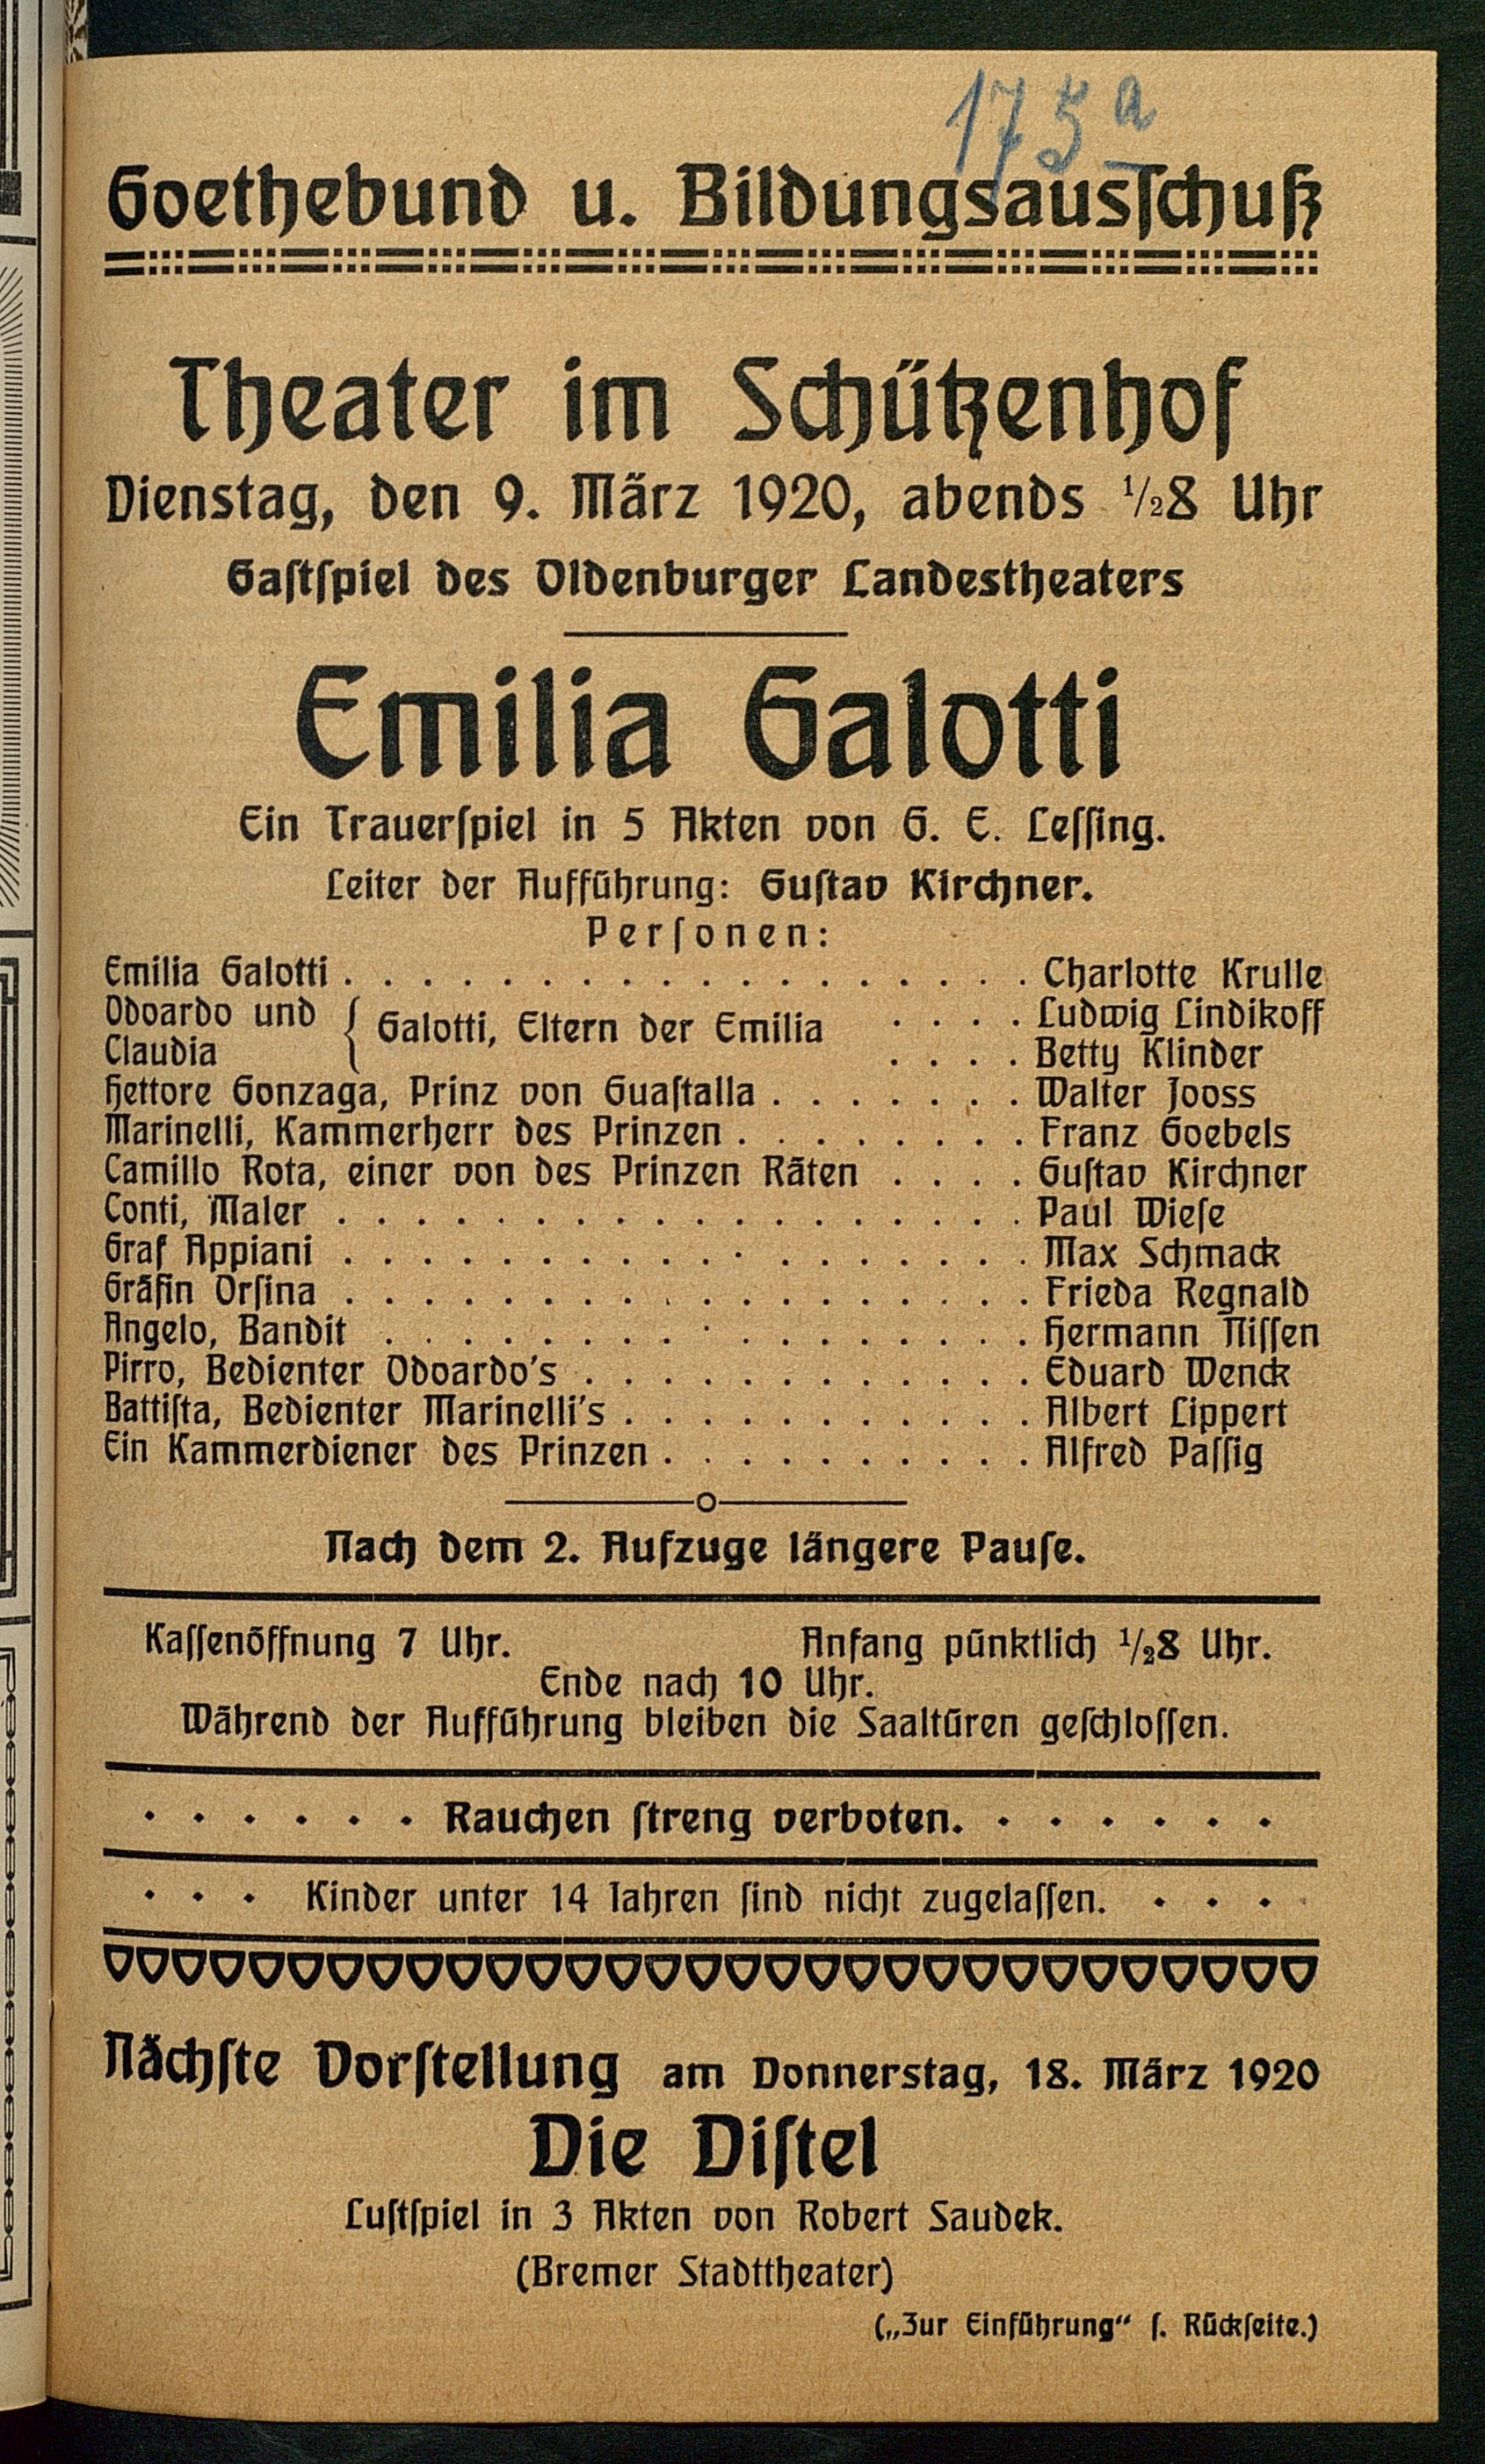 175a
Goethebund u. Bildungsausschuß
Theater im Schützenhof
Dienstag, den 9. März 1920, abends ½8 Uhr
Gastspiel des Oldenburger Landestheaters
Emilia Galotti
Ein Trauerspiel in 5 Akten von G. E. Lessing.
Leiter der Aufführung: Gustav Kirchner.
Personen:
Emilia Galotti . . . . . . . . . . . . . . . . . . Charlotte Krulle
Odoardo und { Galotti, Eltern der Emilia . . . . Ludwig Lindikoff
Claudia . . . . Betty Klinder
Hettore Gonzaga, Prinz von Guastalla . . . . . . . Walter Jooss
Marinelli, Kammerherr des Prinzen . . . . . . . . Franz Goebels
Camillo Rota, einer von des Prinzen Räten . . . . Gustav Kirchner
Conti, Maler . . . . . . . . . . . . . . . . . . Paul Wiese
Graf Appiani . . . . . . . . . . . . . . . . . . Max Schmack
Gräfin Orsina . . . . . . . . . . . . . . . . . . Frieda Regnald
Angelo, Bandit . . . . . . . . . . . . . . . . . Hermann Nissen
Pirro, Bedienter Odoardo's . . . . . . . . . . . . Eduard Wenck
Battista, Bedienter Marinelli's . . . . . . . . . . . Albert Lippert
Ein Kammerdiener des Prinzen . . . . . . . . . . Alfred Passig
Nach dem 2. Aufzuge längere Pause.
Kassenöffnung 7 Uhr. Anfang pünktlich ½8 Uhr.
Ende nach 10 Uhr.
Während der Aufführung bleiben die Saaltüren geschlossen.
Rauchen streng verboten.
Kinder unter 14 Jahren sind nicht zugelassen.
Nächste Vorstellung am Donnerstag, 18. März 1920
Die Distel
Lustspiel in 3 Akten von Robert Saudek.
(Bremer Stadttheater)
(„Zur Einführung“ s. Rückseite.)